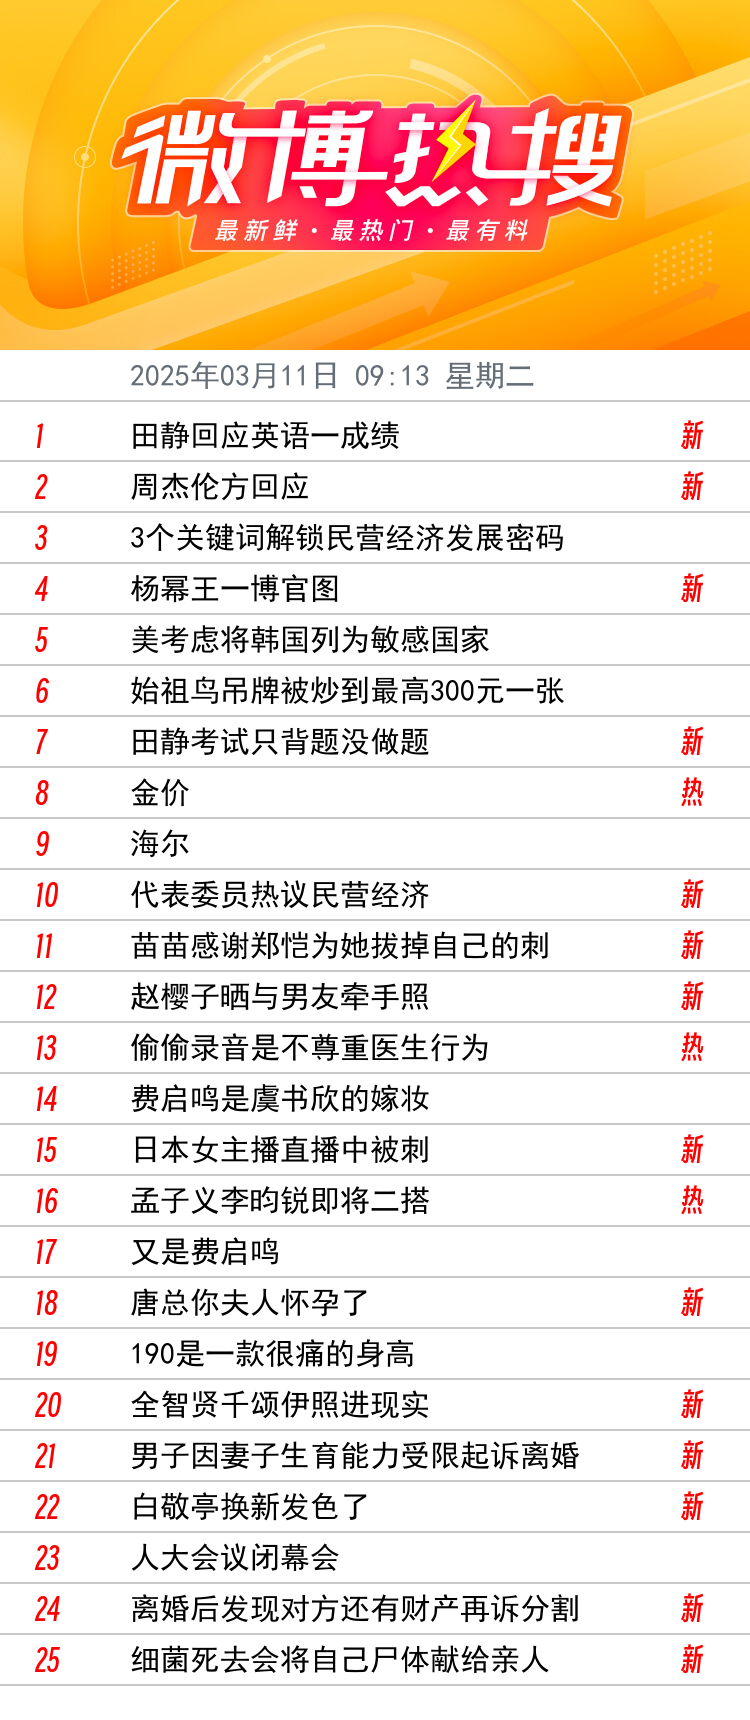 微博热搜
最新鲜·最热门·最有料
2025年03月11日 09:13 星期二
1 田静回应英语一成绩 新
2 周杰伦方回应 新
3 3个关键词解锁民营经济发展密码
4 杨幂王一博官图 新
5 美考虑将韩国列为敏感国家
6 始祖鸟吊牌被炒到最高300元一张
7 田静考试只背题没做题 新
8 金价 热
9 海尔
10 代表委员热议民营经济 新
11 苗苗感谢郑恺为她拔掉自己的刺 新
12 赵樱子晒与男友牵手照 新
13 偷偷录音是不尊重医生行为 热
14 费启鸣是虞书欣的嫁妆
15 日本女主播直播中被刺 新
16 孟子义李昀锐即将二搭 热
17 又是费启鸣
18 唐总你夫人怀孕了 新
19 190是一款很痛的身高
20 全智贤千颂伊照进现实 新
21 男子因妻子生育能力受限起诉离婚 新
22 白敬亭换新发色了 新
23 人大会议闭幕会
24 离婚后发现对方还有财产再诉分割 新
25 细菌死去会将自己尸体献给亲人 新